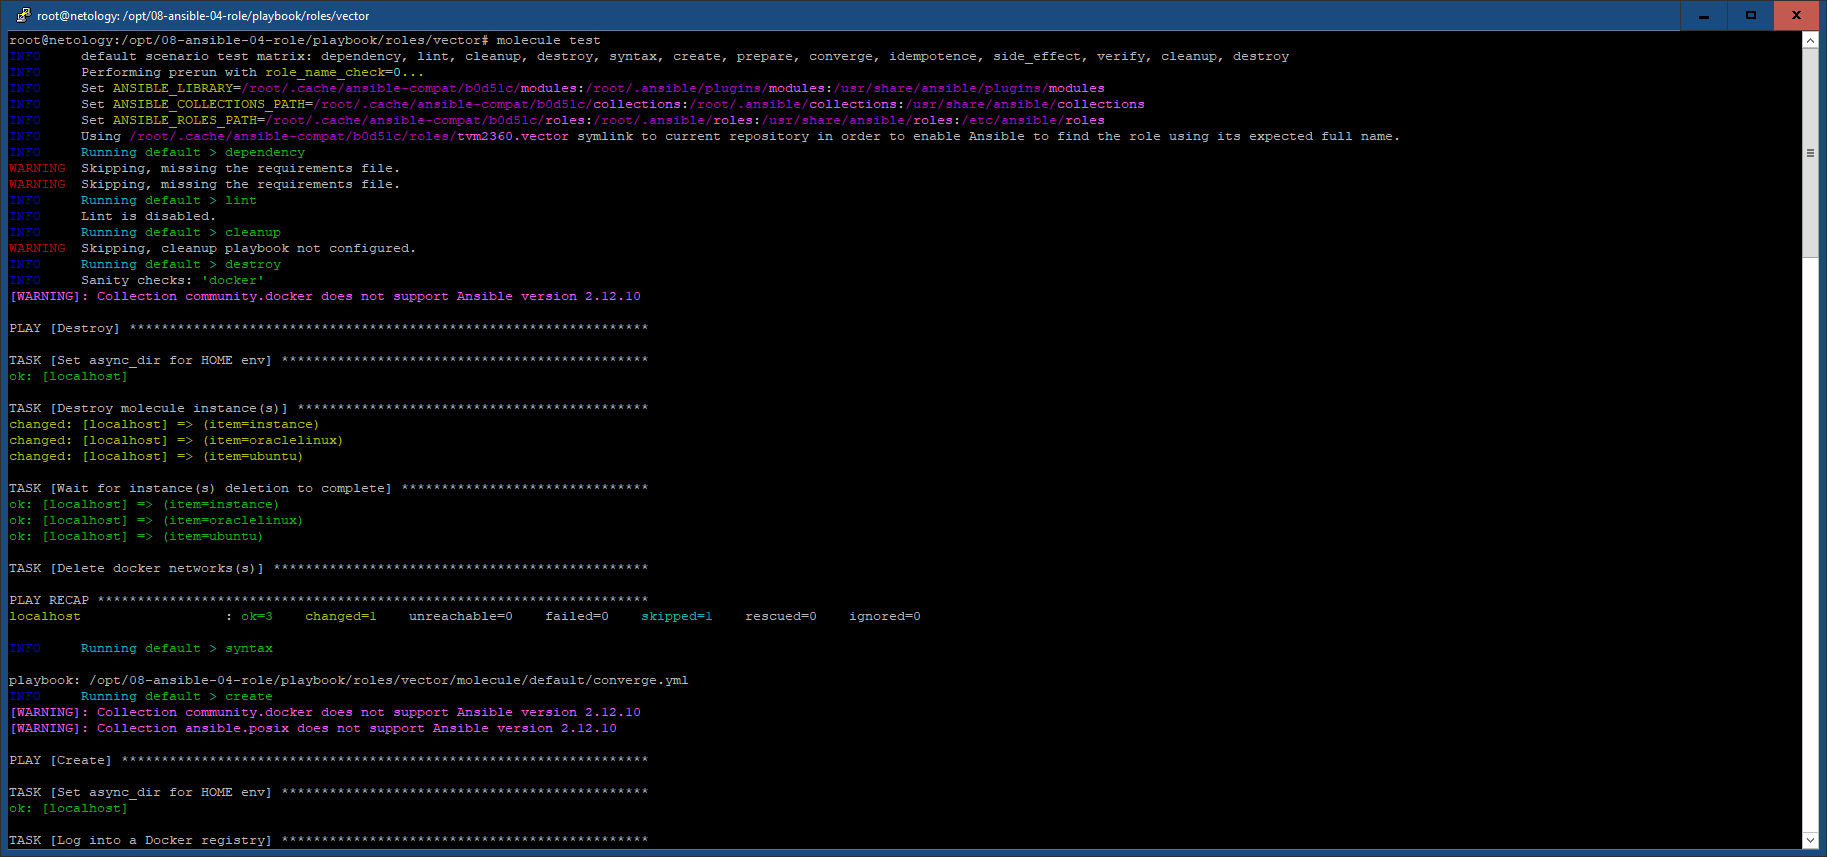 root@netology: /opt/08-ansible-04-role/playbook/roles/vector
root@netology:/opt/08-ansible-04-role/playbook/roles/vector# molecule test
INFO     default scenario test matrix: dependency, lint, cleanup, destroy, syntax, create, prepare, converge, idempotence, side_effect, verify, cleanup, destroy
INFO     Performing prerun with role_name_check=0...
INFO     Set ANSIBLE_LIBRARY=/root/.cache/ansible-compat/b0d51c/modules:/root/.ansible/plugins/modules:/usr/share/ansible/plugins/modules
INFO     Set ANSIBLE_COLLECTIONS_PATH=/root/.cache/ansible-compat/b0d51c/collections:/root/.ansible/collections:/usr/share/ansible/collections
INFO     Set ANSIBLE_ROLES_PATH=/root/.cache/ansible-compat/b0d51c/roles:/root/.ansible/roles:/usr/share/ansible/roles:/etc/ansible/roles
INFO     Using /root/.cache/ansible-compat/b0d51c/roles/tvm2360.vector symlink to current repository in order to enable Ansible to find the role using its expected full name.
INFO     Running default > dependency
WARNING  Skipping, missing the requirements file.
WARNING  Skipping, missing the requirements file.
INFO     Running default > lint
INFO     Lint is disabled.
INFO     Running default > cleanup
WARNING  Skipping, cleanup playbook not configured.
INFO     Running default > destroy
INFO     Sanity checks: 'docker'
[WARNING]: Collection community.docker does not support Ansible version 2.12.10
PLAY [Destroy] *****************************************************************
TASK [Set async_dir for HOME env] **********************************************
ok: [localhost]
TASK [Destroy molecule instance(s)] ********************************************
changed: [localhost] => (item=instance)
changed: [localhost] => (item=oraclelinux)
changed: [localhost] => (item=ubuntu)
TASK [Wait for instance(s) deletion to complete] *******************************
ok: [localhost] => (item=instance)
ok: [localhost] => (item=oraclelinux)
ok: [localhost] => (item=ubuntu)
TASK [Delete docker networks(s)] ***********************************************
PLAY RECAP *********************************************************************
localhost                  : ok=3    changed=1    unreachable=0    failed=0    skipped=1    rescued=0    ignored=0
INFO     Running default > syntax
playbook: /opt/08-ansible-04-role/playbook/roles/vector/molecule/default/converge.yml
INFO     Running default > create
[WARNING]: Collection community.docker does not support Ansible version 2.12.10
[WARNING]: Collection ansible.posix does not support Ansible version 2.12.10
PLAY [Create] ******************************************************************
TASK [Set async_dir for HOME env] **********************************************
ok: [localhost]
TASK [Log into a Docker registry] **********************************************